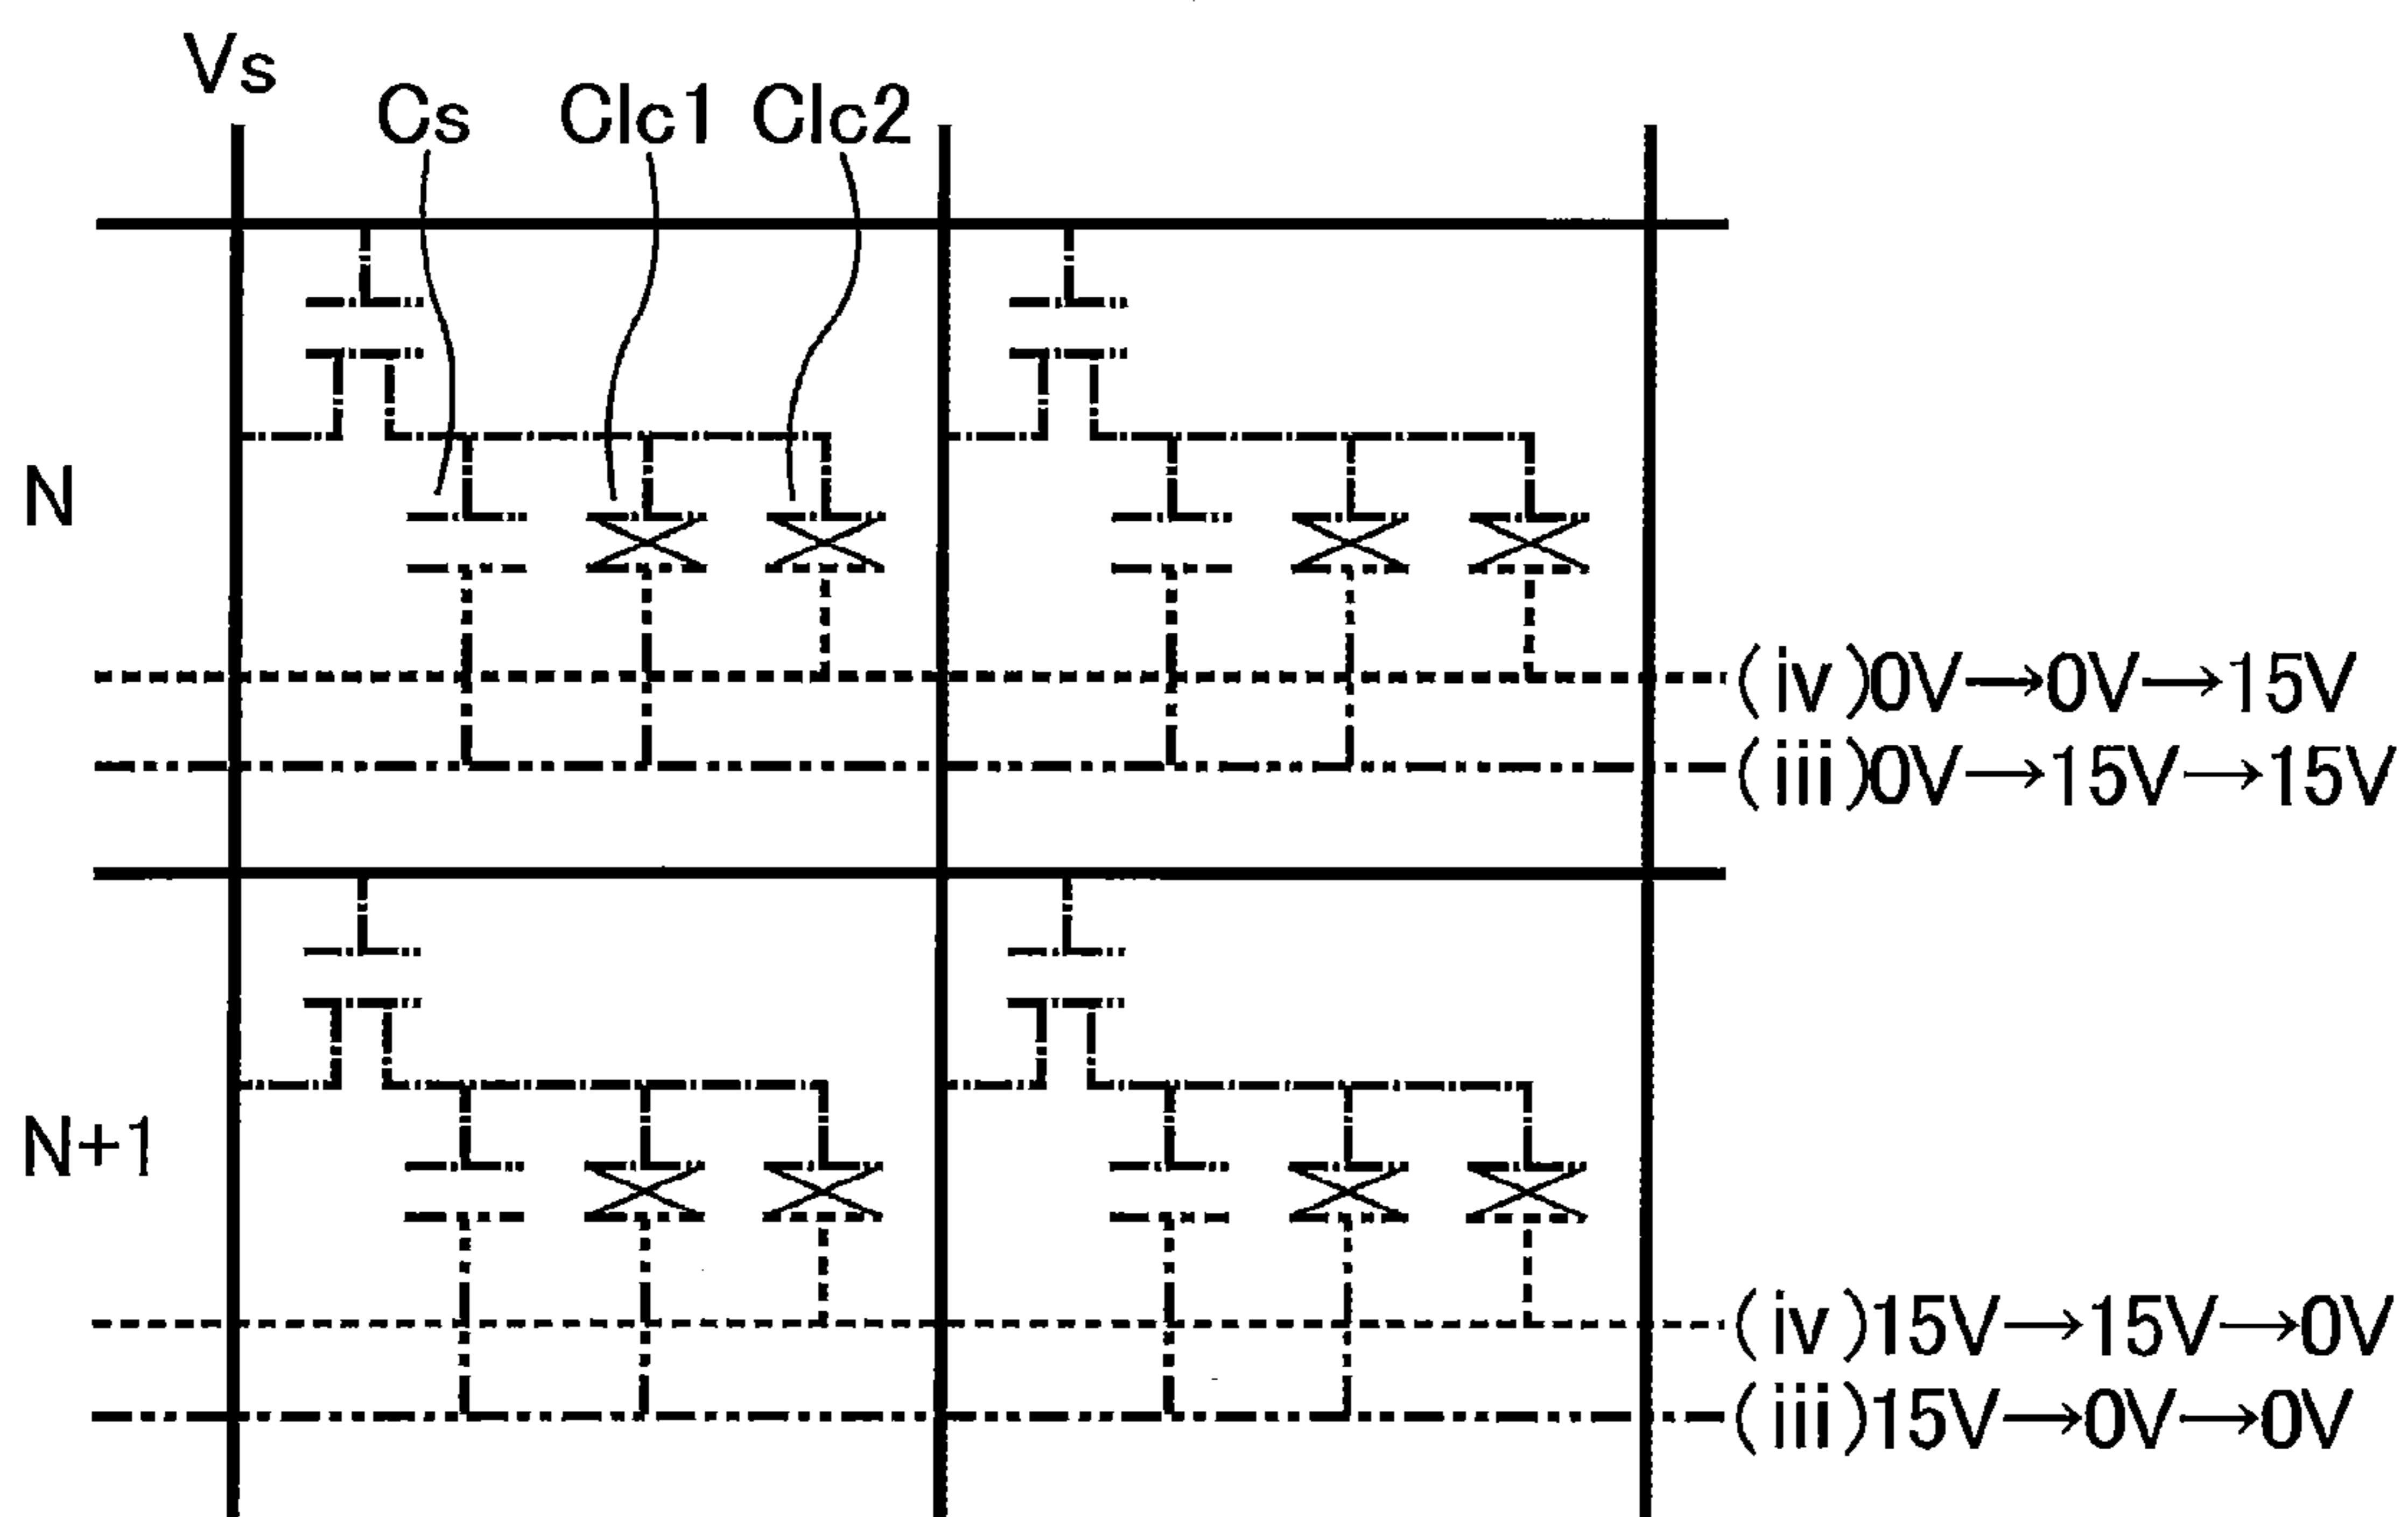 Vs
Cs Clc1 Clc2
N
(iv)0V→0V→15V
(iii)0V→15V→15V
N+1
(iv)15V→15V→0V
(iii)15V→0V→0V